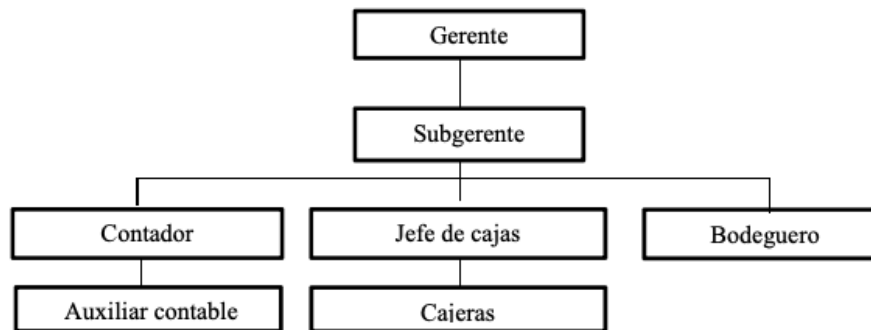 Gerente
Subgerente
Contador
Jefe de cajas
Bodeguero
Auxiliar contable
Cajeras